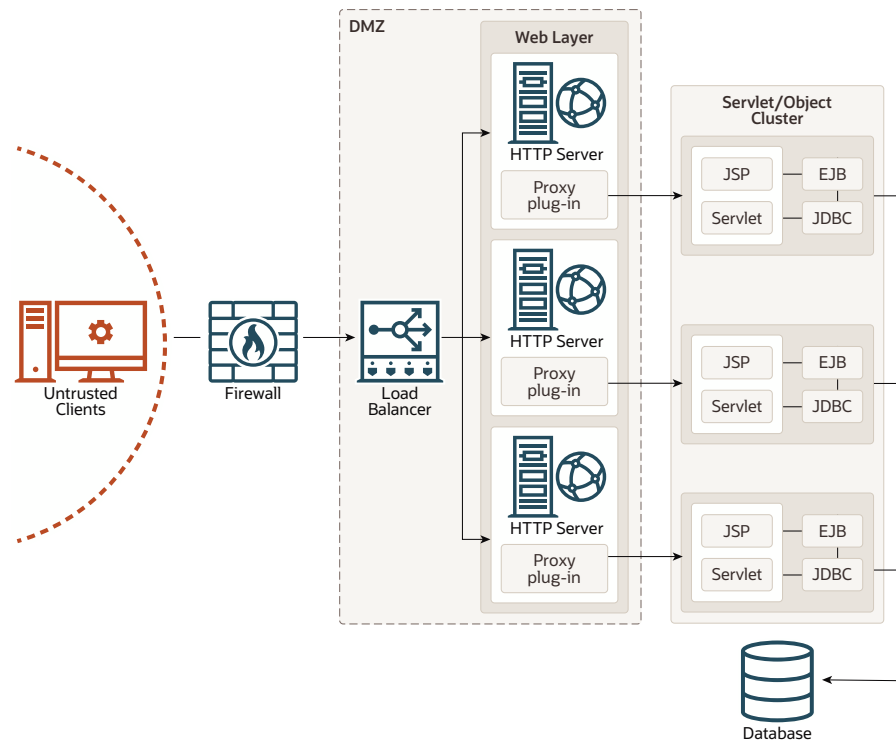 DMZ
Web Layer
HTTP Server
Proxy
plug-in
HTTP Server
Proxy
plug-in
HTTP Server
Proxy
plug-in
Untrusted
Clients
Firewall
Load
Balancer
Servlet/Object
Cluster
JSP
EJB
Servlet
JDBC
JSP
EJB
Servlet
JDBC
JSP
EJB
Servlet
JDBC
Database